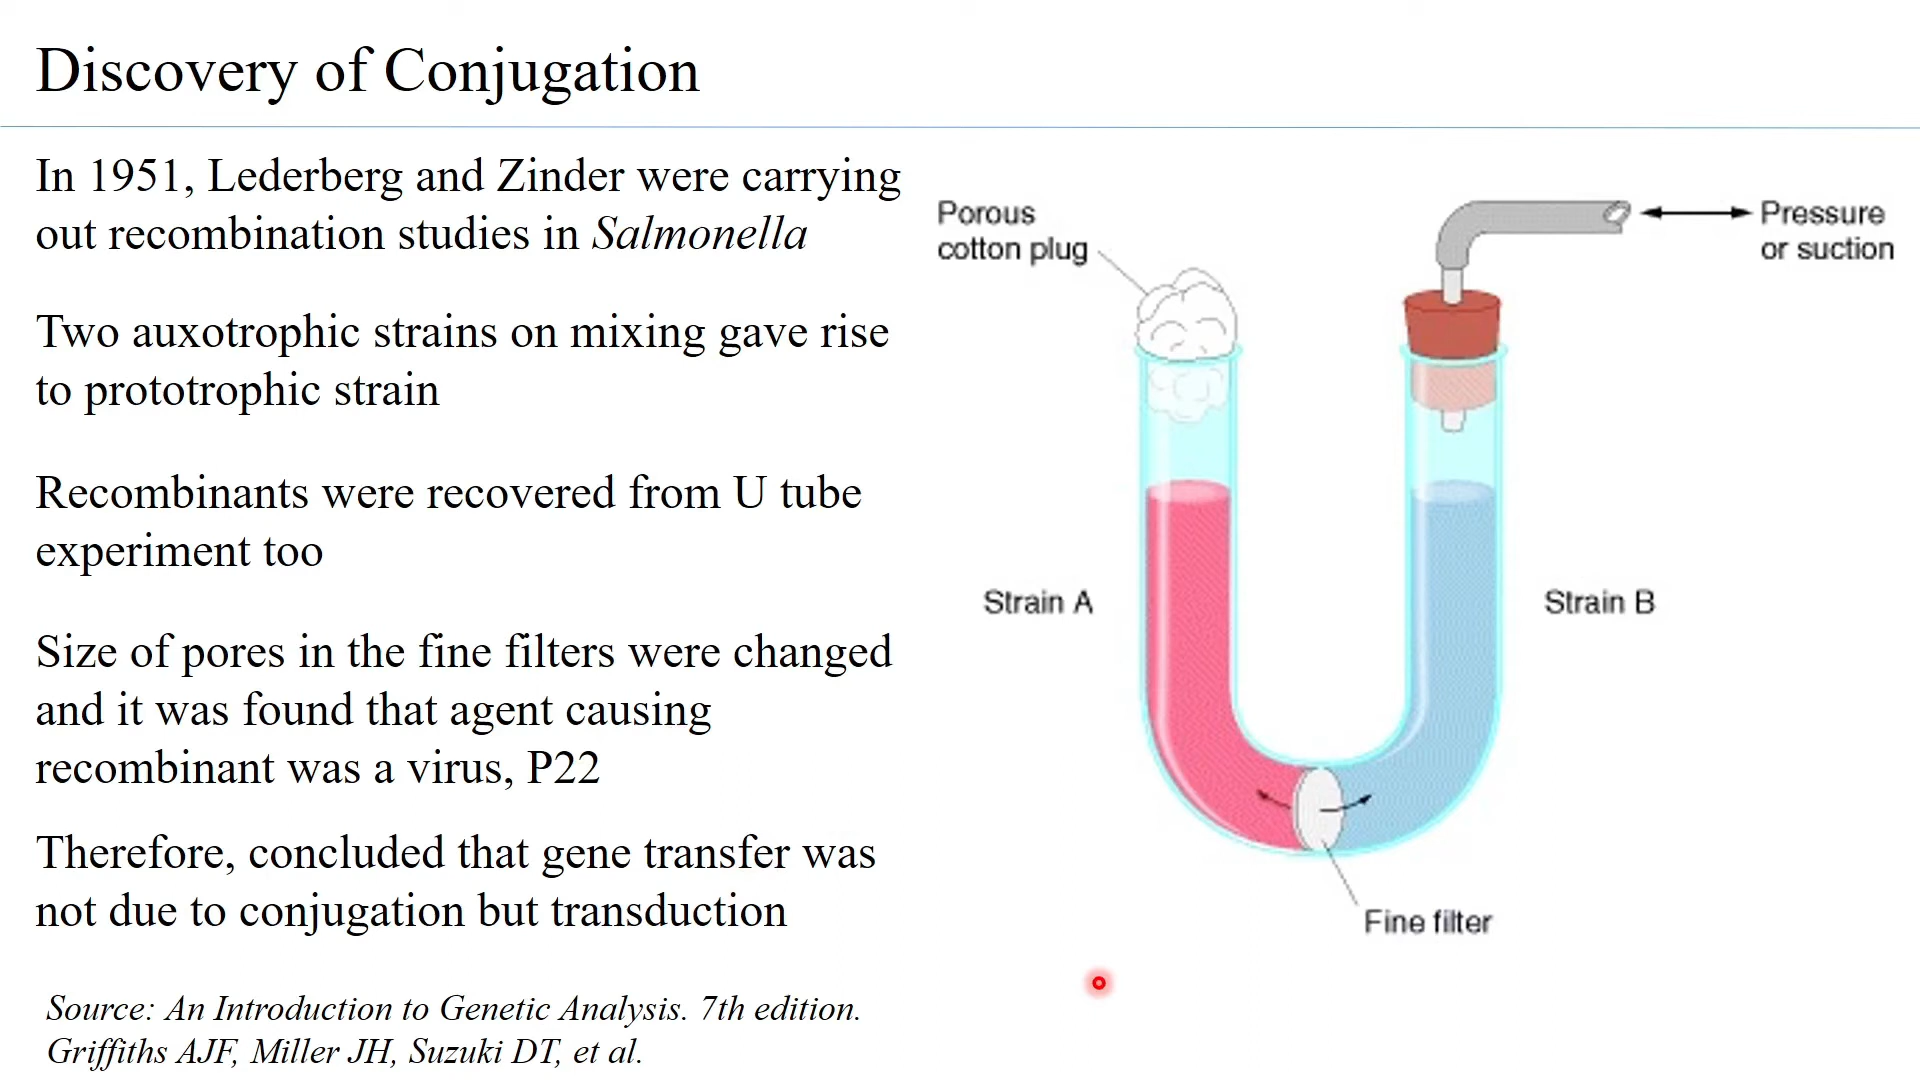 Discovery of Conjugation
In 1951, Lederberg and Zinder were carrying
out recombination studies in Salmonella
Two auxotrophic strains on mixing gave rise
to prototrophic strain
Recombinants were recovered from U tube
experiment too
Size of pores in the fine filters were changed
and it was found that agent causing
recombinant was a virus, P22
Therefore, concluded that gene transfer was
not due to conjugation but transduction
Source: An Introduction to Genetic Analysis. 7th edition.
Griffiths AJF, Miller JH, Suzuki DT, et al.
Porous
cotton plug
Pressure
or suction
Strain A
Strain B
Fine filter